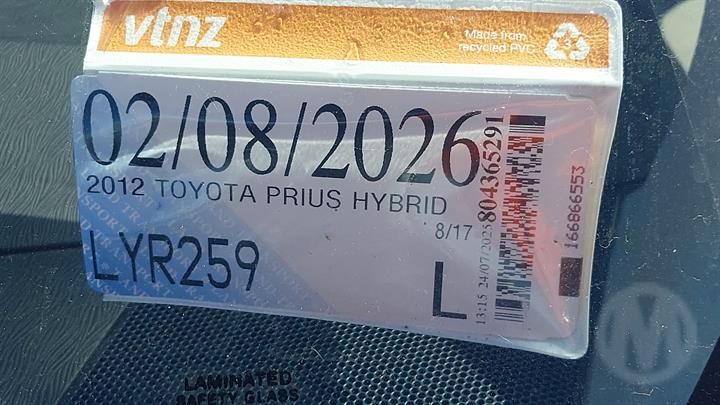 vtnz
Made from
recycled PVC
3
02/08/2026
2012 TOYOTA PRIUS HYBRID
8/17
LYR259
L
13:15 24/07/2025
804365291
166866553
LAMINATED
SAFETY GLASS
M